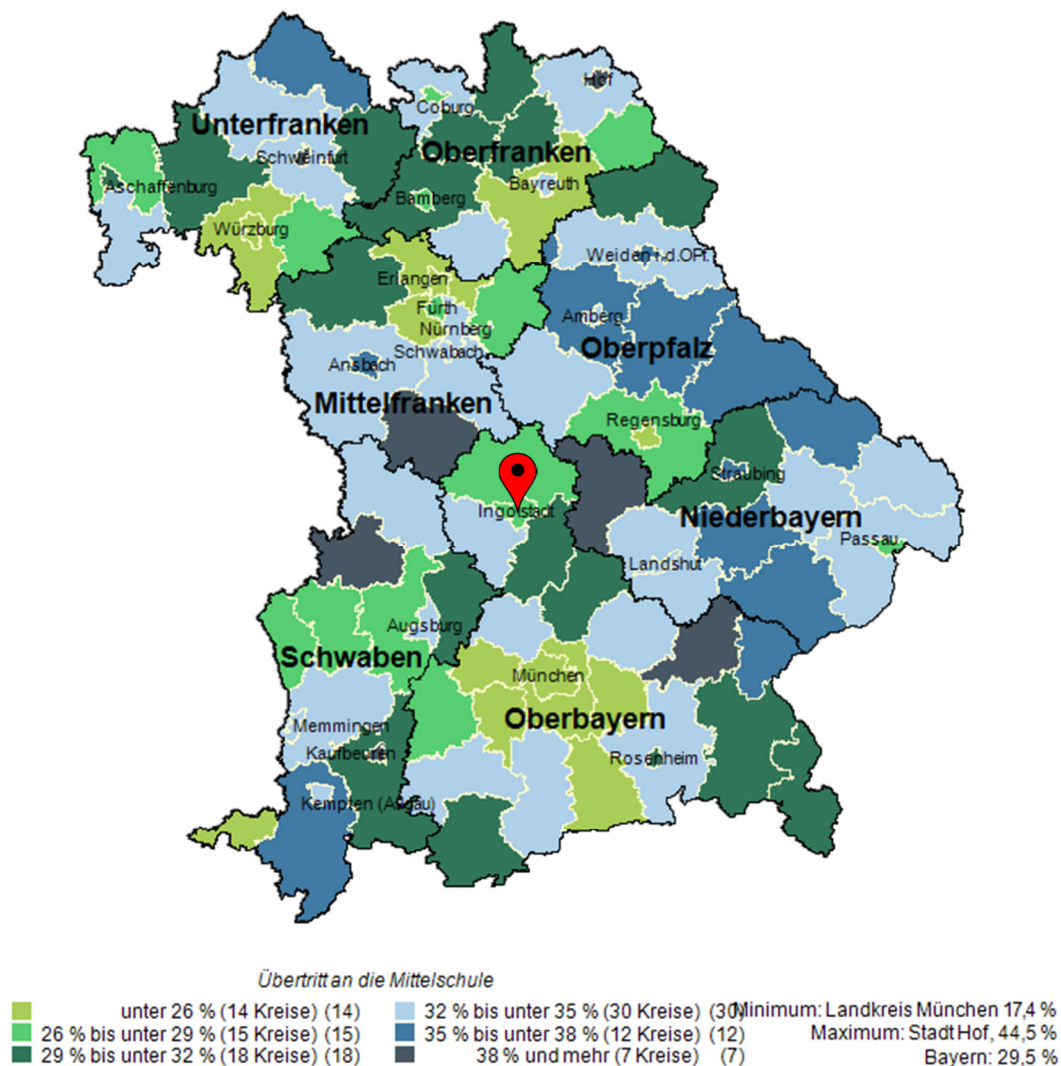 Hof
Coburg
Unterfranken
Oberfranken
Schweinfurt
Aschaffenburg
Bayreuth
Bamberg
Würzburg
Weiden i.d.OPf.
Erlangen
Fürth
Amberg
Nürnberg
Oberpfalz
Schwabach
Ansbach
Mittelfranken
Regensburg
Straubing
Ingolstadt
Niederbayern
Passau
Landshut
Augsburg
Schwaben
München
Oberbayern
Memmingen
Kaufbeuren
Rosenheim
Kempten (Allgäu)
Übertritt an die Mittelschule
unter 26 % (14 Kreise) (14)
26 % bis unter 29 % (15 Kreise) (15)
29 % bis unter 32 % (18 Kreise) (18)
32 % bis unter 35 % (30 Kreise) (30)
35 % bis unter 38 % (12 Kreise) (12)
38 % und mehr (7 Kreise) (7)
Minimum: Landkreis München 17,4 %
Maximum: Stadt Hof, 44,5 %
Bayern: 29,5 %